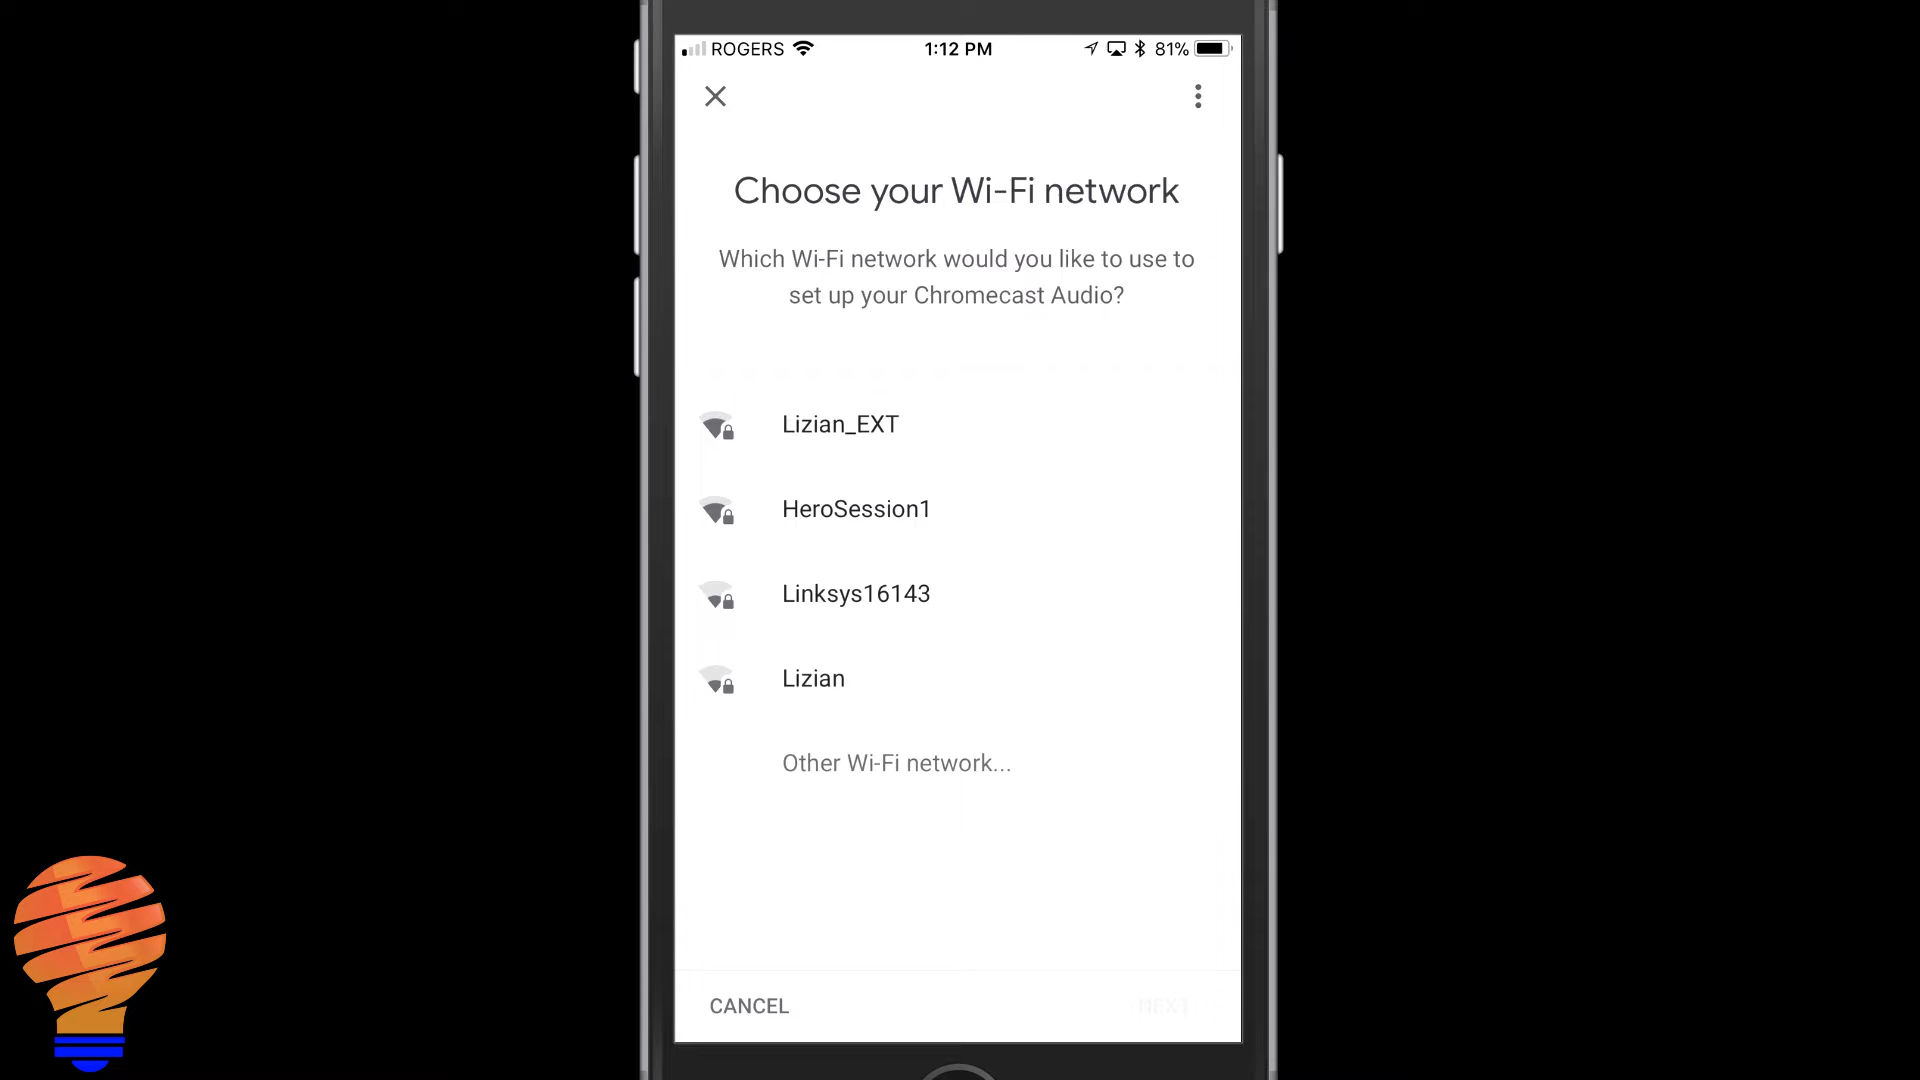 ROGERS 1:12 PM 81%
Choose your Wi-Fi network
Which Wi-Fi network would you like to use to
set up your Chromecast Audio?
Lizian_EXT
HeroSession1
Linksys16143
Lizian
Other Wi-Fi network...
CANCEL NEXT